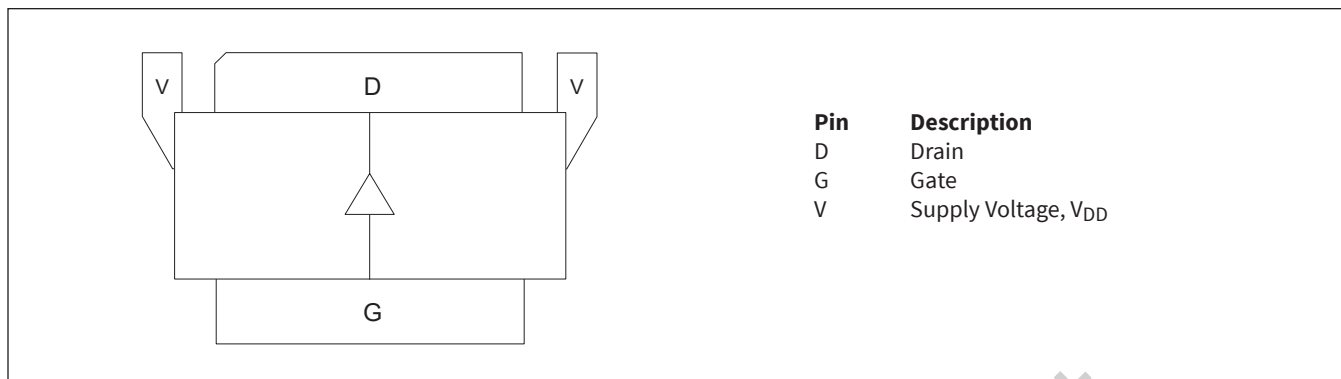 V D V
G
Pin Description
D Drain
G Gate
V Supply Voltage, VDD